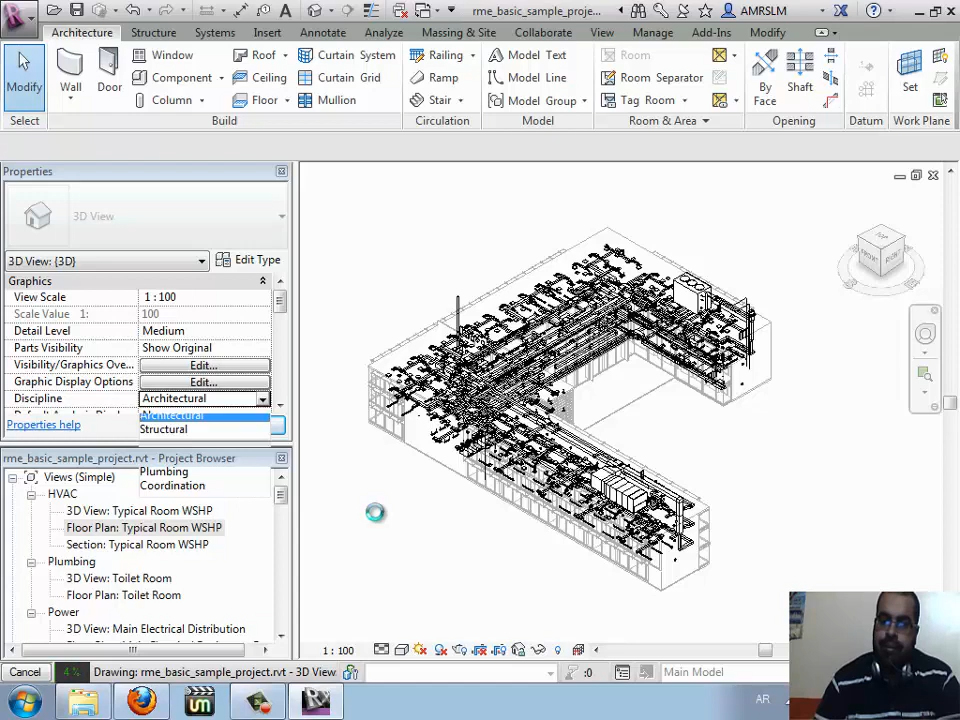 rme_basic_sample_proje...
AMRSLM
Architecture Structure Systems Insert Annotate Analyze Massing & Site Collaborate View Manage Add-Ins Modify
Modify
Wall
Door
Window
Component
Column
Roof
Ceiling
Floor
Curtain System
Curtain Grid
Mullion
Railing
Ramp
Stair
Model Text
Model Line
Model Group
Room
Room Separator
Tag Room
By Face
Shaft
Set
Select Build Circulation Model Room & Area Opening Datum Work Plane
Properties
3D View
3D View: {3D}
Edit Type
Graphics
View Scale 1 : 100
Scale Value 1: 100
Detail Level Medium
Parts Visibility Show Original
Visibility/Graphics Ove... Edit...
Graphic Display Options Edit...
Discipline Architectural
Architectural
Structural
Properties help
rme_basic_sample_project.rvt - Project Browser
Plumbing
Coordination
Views (Simple)
HVAC
3D View: Typical Room WSHP
Floor Plan: Typical Room WSHP
Section: Typical Room WSHP
Plumbing
3D View: Toilet Room
Floor Plan: Toilet Room
Power
3D View: Main Electrical Distribution
TOP
FRONT
RIGHT
1 : 100
Cancel 4 % Drawing: rme_basic_sample_project.rvt - 3D View
:0
Main Model
AR